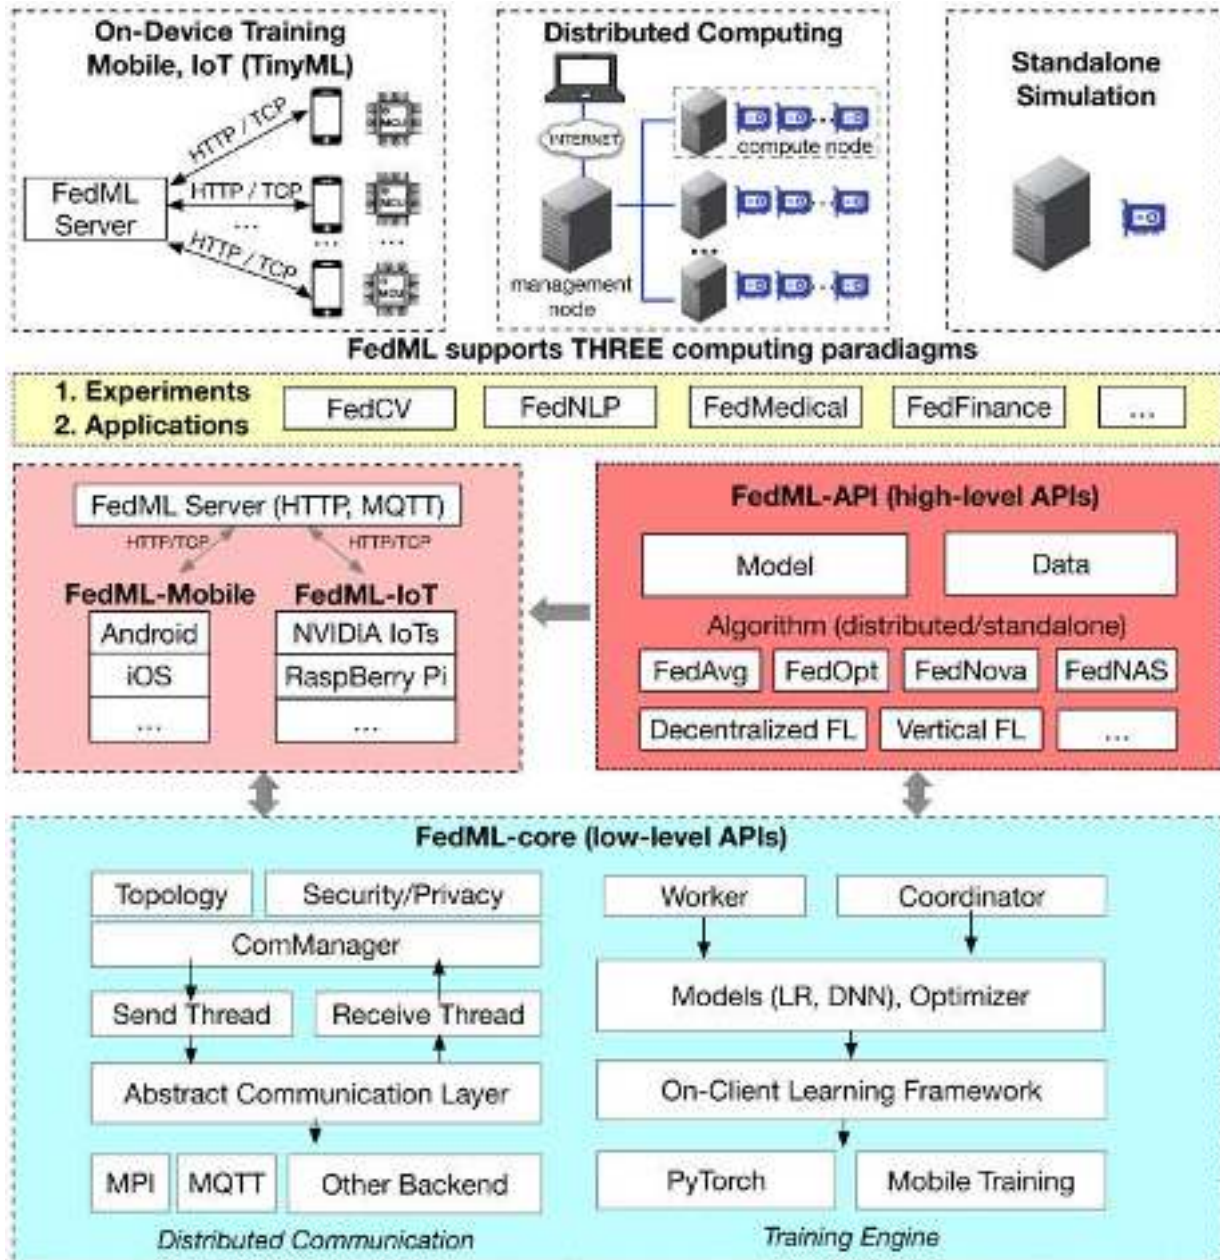 On-Device Training
Mobile, IoT (TinyML)
HTTP / TCP
MCU
FedML
Server
HTTP / TCP
MCU
...
...
...
HTTP / TCP
MCU
Distributed Computing
INTERNET
compute node
...
management
node
Standalone
Simulation
FedML supports THREE computing paradiagms
1. Experiments
2. Applications
FedCV
FedNLP
FedMedical
FedFinance
...
FedML Server (HTTP, MQTT)
HTTP/TCP
HTTP/TCP
FedML-Mobile
Android
iOS
...
FedML-IoT
NVIDIA IoTs
RaspBerry Pi
...
FedML-API (high-level APIs)
Model
Data
Algorithm (distributed/standalone)
FedAvg
FedOpt
FedNova
FedNAS
Decentralized FL
Vertical FL
...
FedML-core (low-level APIs)
Topology
Security/Privacy
ComManager
Send Thread
Receive Thread
Abstract Communication Layer
MPI
MQTT
Other Backend
Distributed Communication
Worker
Coordinator
Models (LR, DNN), Optimizer
On-Client Learning Framework
PyTorch
Mobile Training
Training Engine